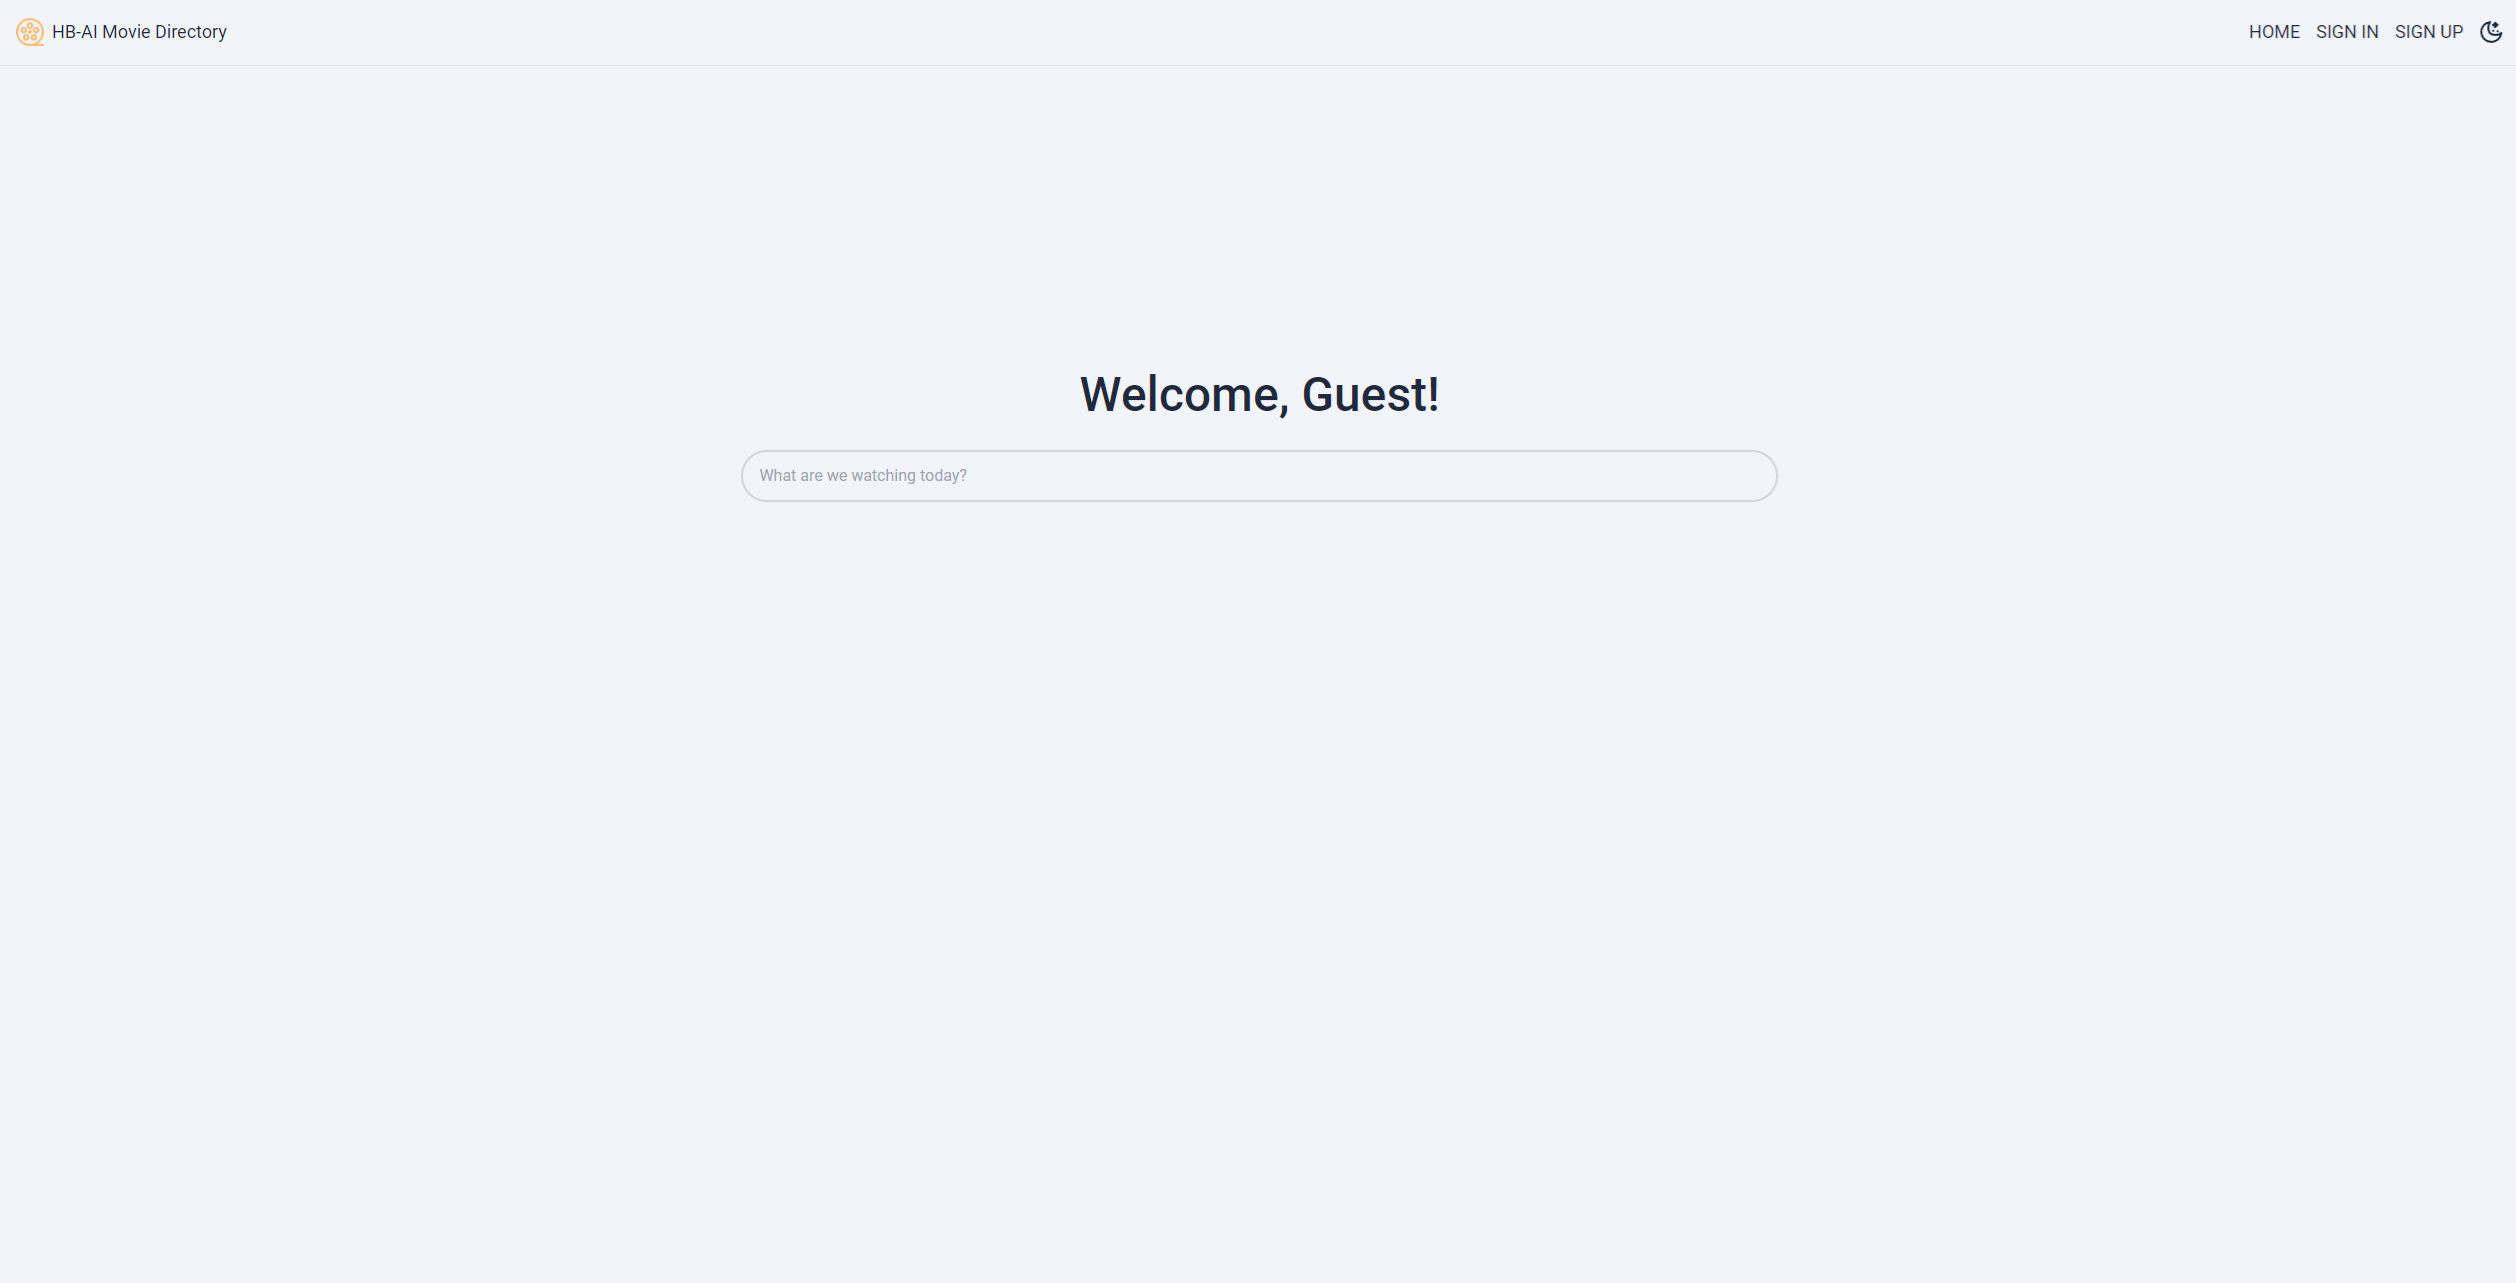 HB-AI Movie Directory
HOME SIGN IN SIGN UP
Welcome, Guest!
What are we watching today?